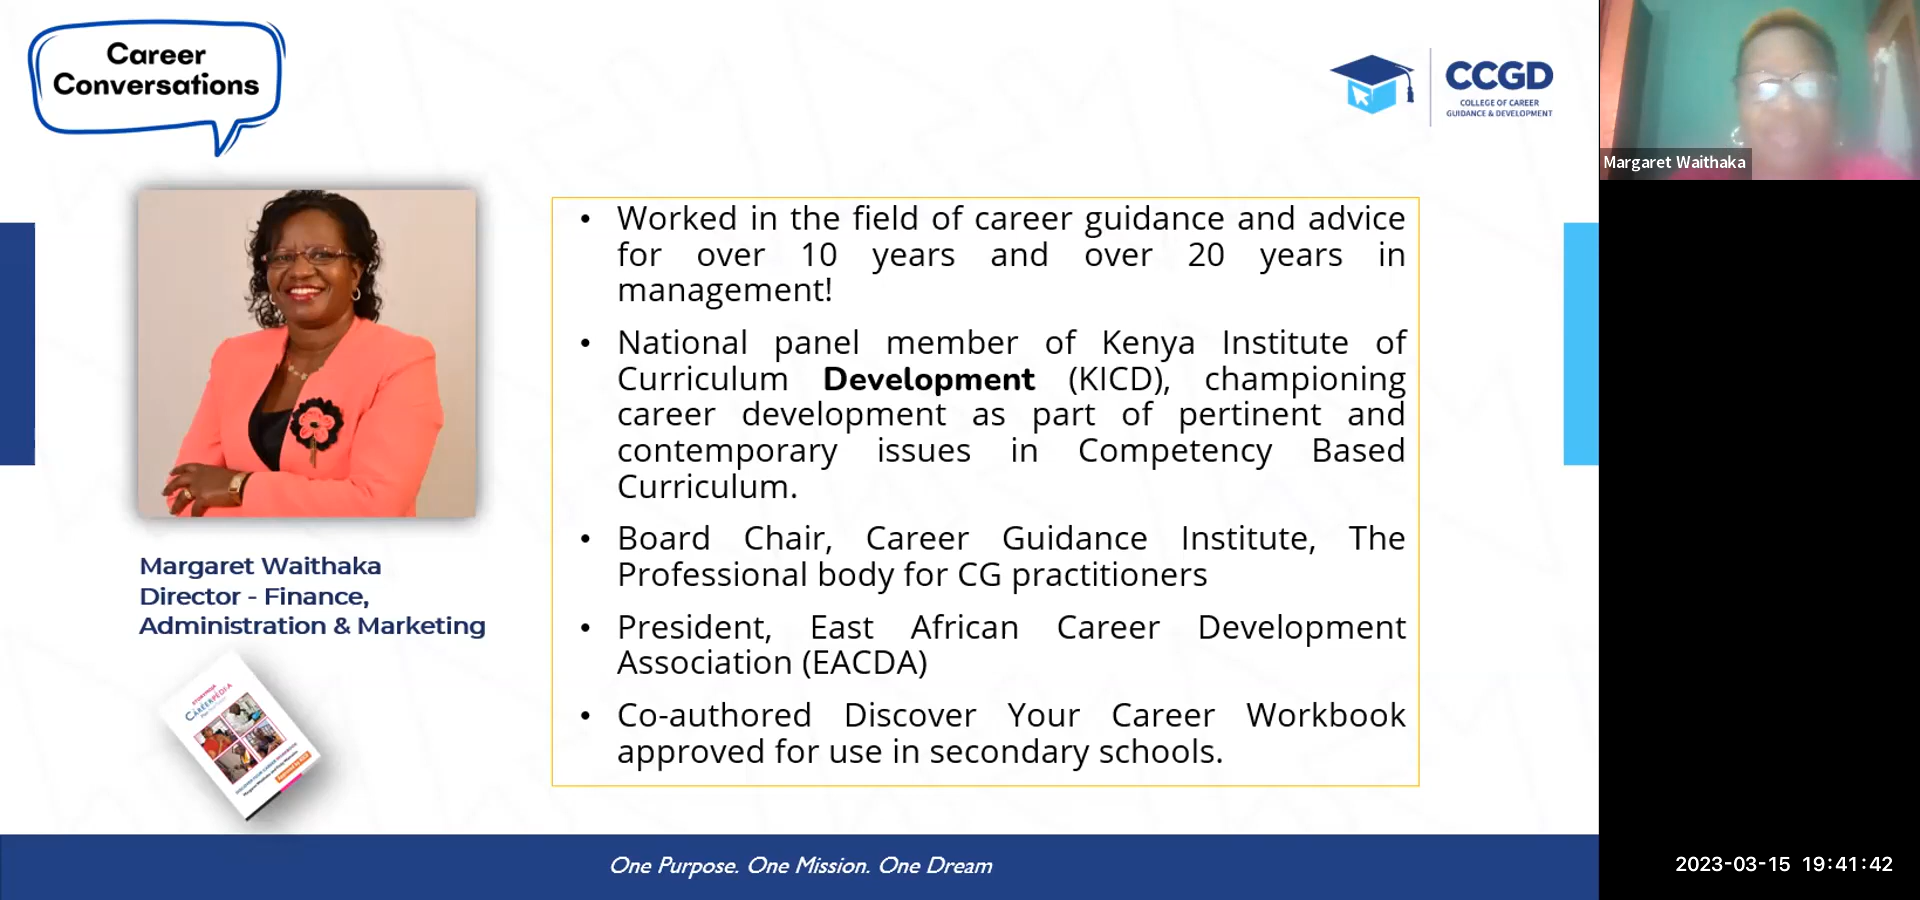 Career
Conversations
CCGD
COLLEGE OF CAREER
GUIDANCE & DEVELOPMENT
Margaret Waithaka
• Worked in the field of career guidance and advice
for over 10 years and over 20 years in
management!
• National panel member of Kenya Institute of
Curriculum Development (KICD), championing
career development as part of pertinent and
contemporary issues in Competency Based
Curriculum.
• Board Chair, Career Guidance Institute, The
Professional body for CG practitioners
• President, East African Career Development
Association (EACDA)
• Co-authored Discover Your Career Workbook
approved for use in secondary schools.
Margaret Waithaka
Director - Finance,
Administration & Marketing
STORYMOJA
CAREERPEDIA
One Purpose. One Mission. One Dream
2023-03-15 19:41:42